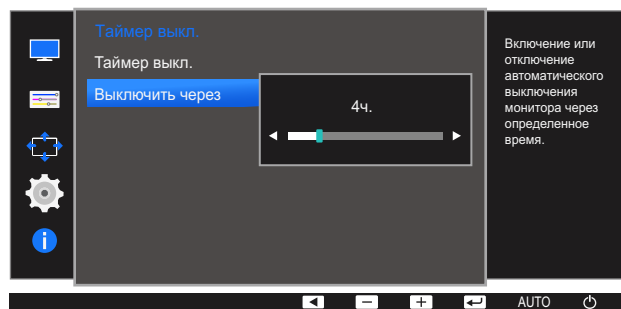 Таймер выкл.
Таймер выкл.
Выключить через
4ч.
Включение или
отключение
автоматического
выключения
монитора через
определенное
время.
AUTO